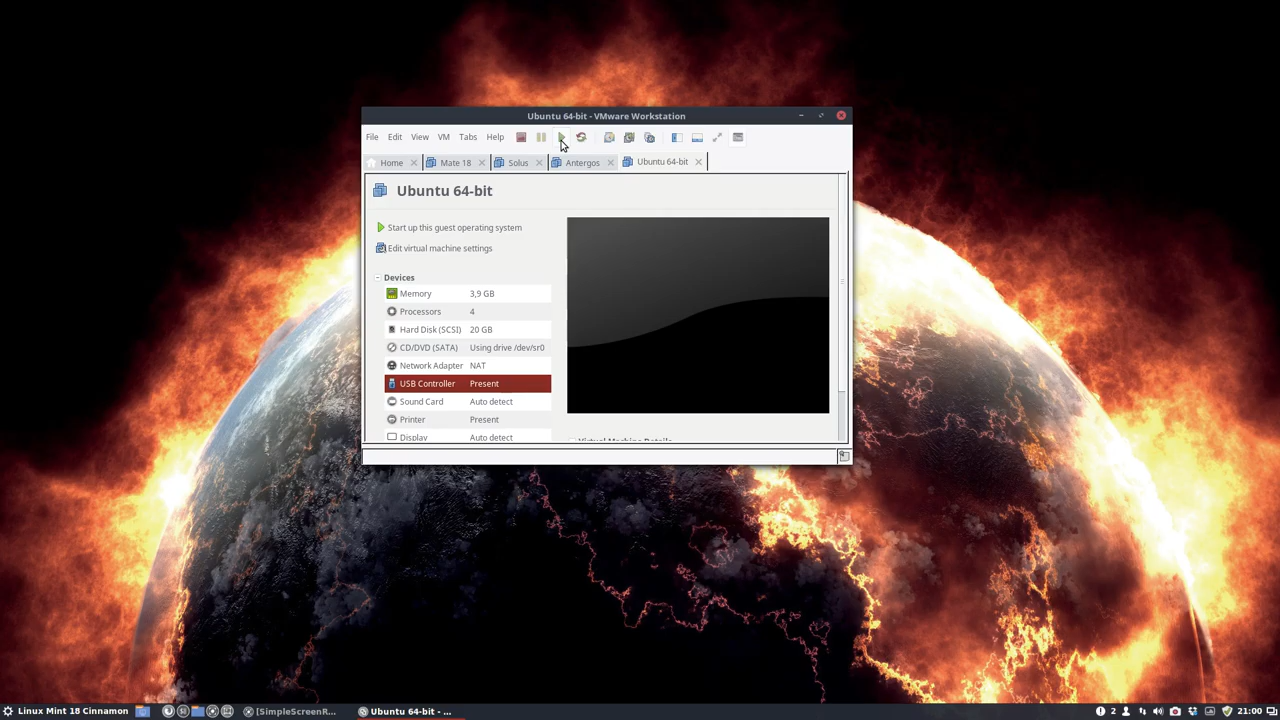 Ubuntu 64-bit - VMware Workstation
File Edit View VM Tabs Help
Home Mate 18 Solus Antergos Ubuntu 64-bit
Ubuntu 64-bit
Start up this guest operating system
Edit virtual machine settings
Devices
Memory 3,9 GB
Processors 4
Hard Disk (SCSI) 20 GB
CD/DVD (SATA) Using drive /dev/sr0
Network Adapter NAT
USB Controller Present
Sound Card Auto detect
Printer Present
Display Auto detect
Virtual Machine Details
Linux Mint 18 Cinnamon [SimpleScreenR... Ubuntu 64-bit - ... 2 21:00